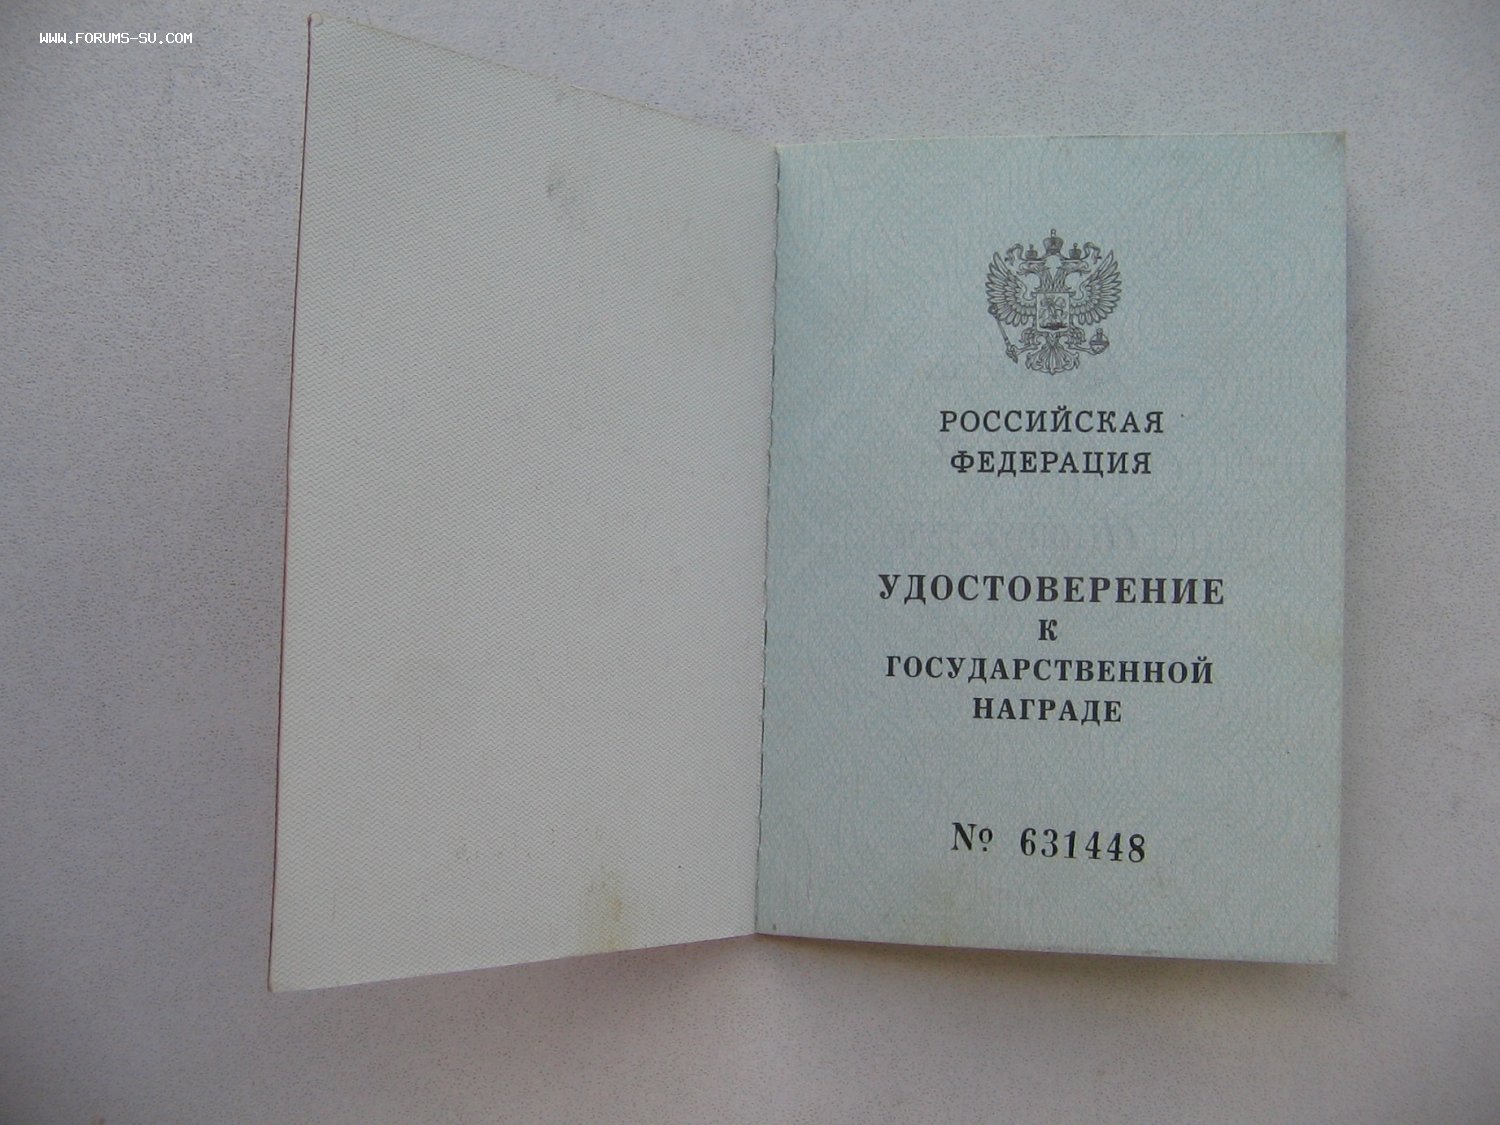 WWW.FORUMS-SU.COM
РОССИЙСКАЯ
ФЕДЕРАЦИЯ
УДОСТОВЕРЕНИЕ
К
ГОСУДАРСТВЕННОЙ
НАГРАДЕ
№ 631448